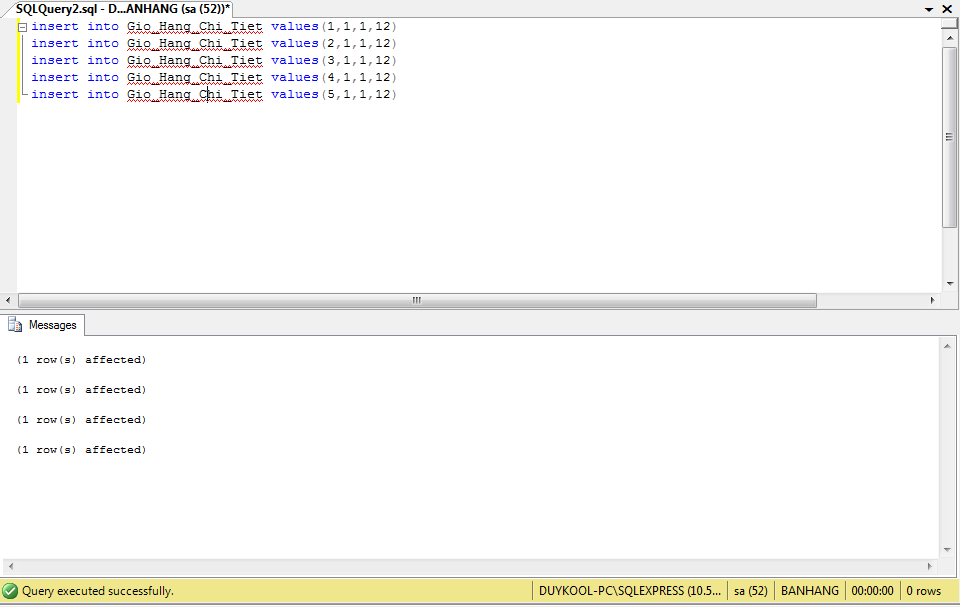 SQLQuery2.sql - D...ANHANG (sa (52))*
insert into Gio_Hang_Chi_Tiet values(1,1,1,12)
insert into Gio_Hang_Chi_Tiet values(2,1,1,12)
insert into Gio_Hang_Chi_Tiet values(3,1,1,12)
insert into Gio_Hang_Chi_Tiet values(4,1,1,12)
insert into Gio_Hang_Chi_Tiet values(5,1,1,12)
Messages
(1 row(s) affected)
(1 row(s) affected)
(1 row(s) affected)
(1 row(s) affected)
Query executed successfully. DUYKOOL-PC\SQLEXPRESS (10.5... sa (52) BANHANG 00:00:00 0 rows